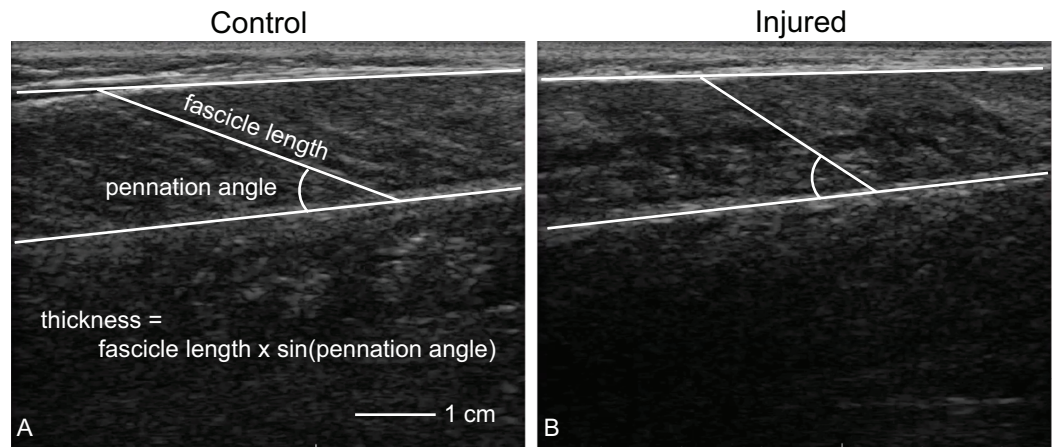 Control
Injured
fascicle length
pennation angle
thickness =
fascicle length x sin(pennation angle)
1 cm
A
B